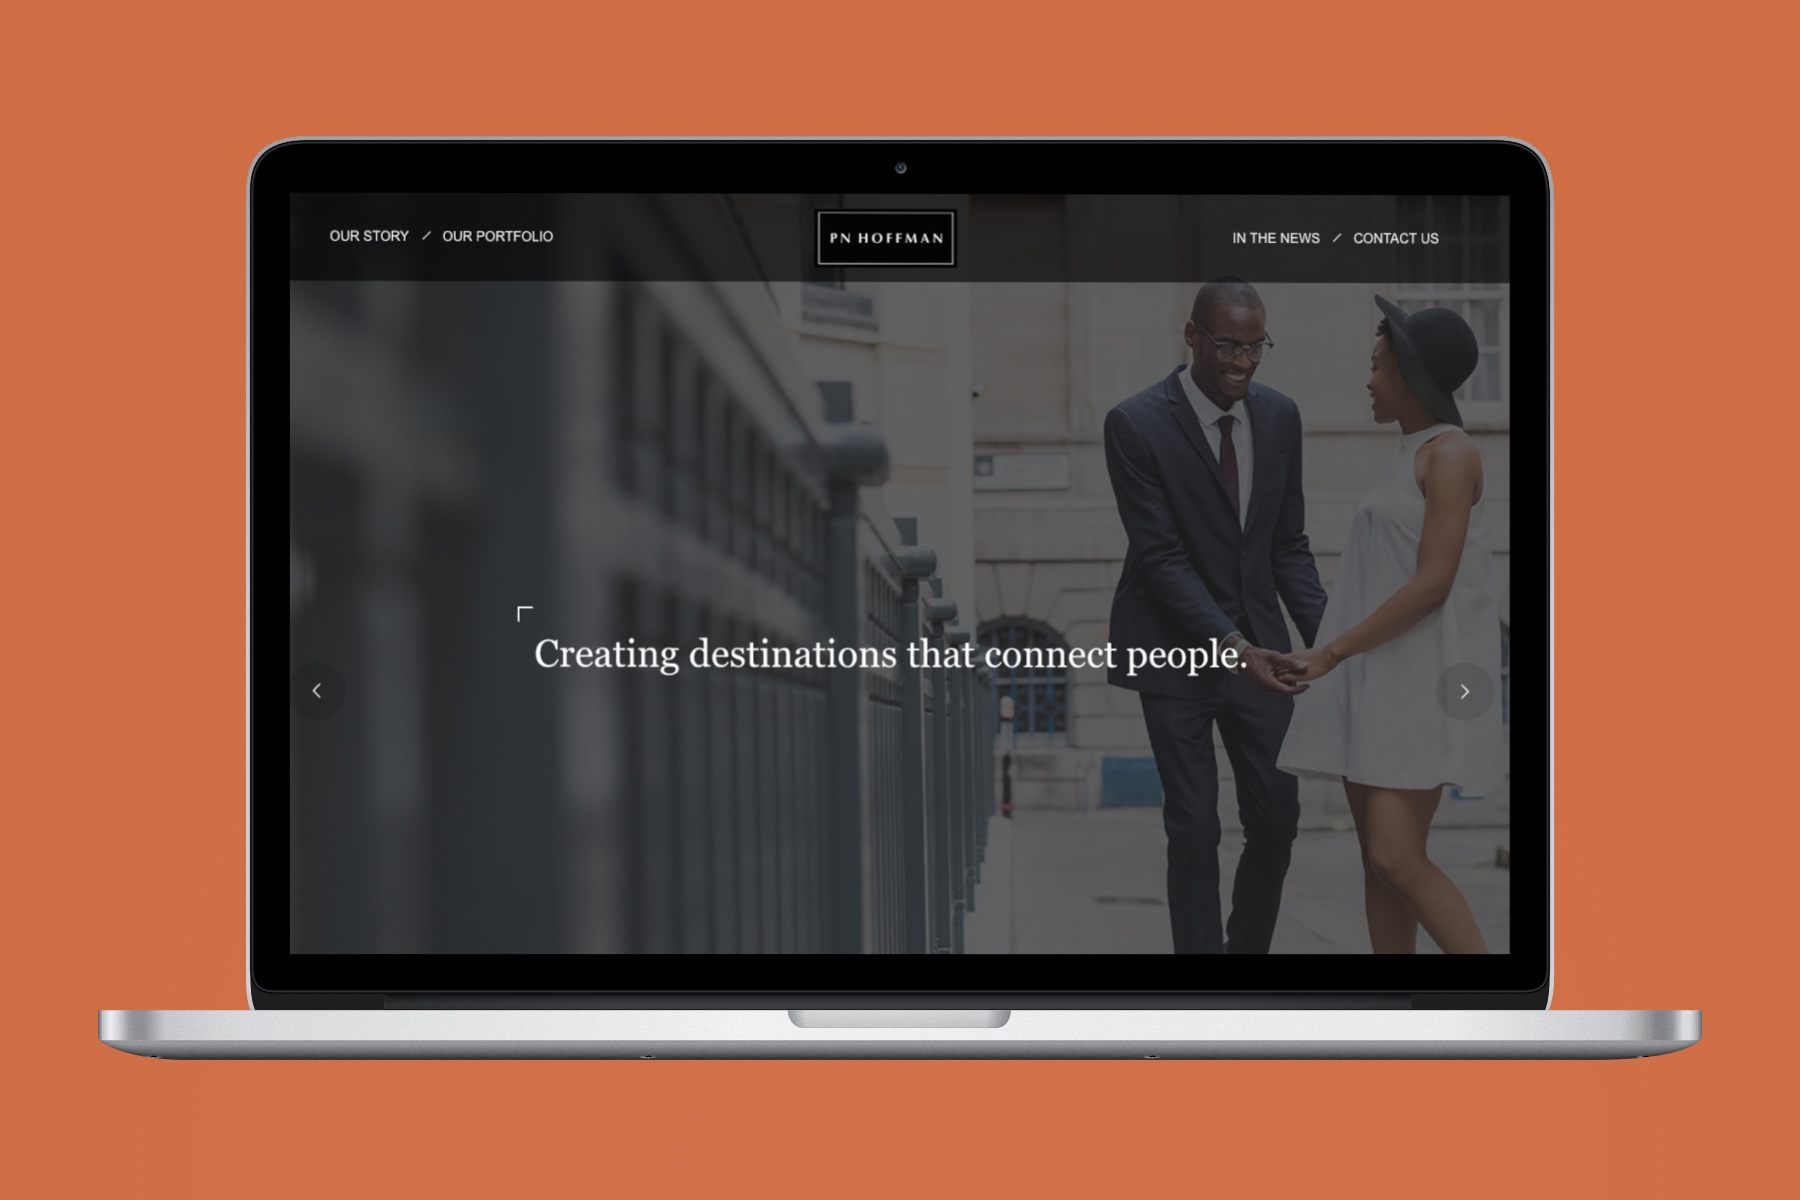 OUR STORY / OUR PORTFOLIO
PN HOFFMAN
IN THE NEWS / CONTACT US
Creating destinations that connect people.